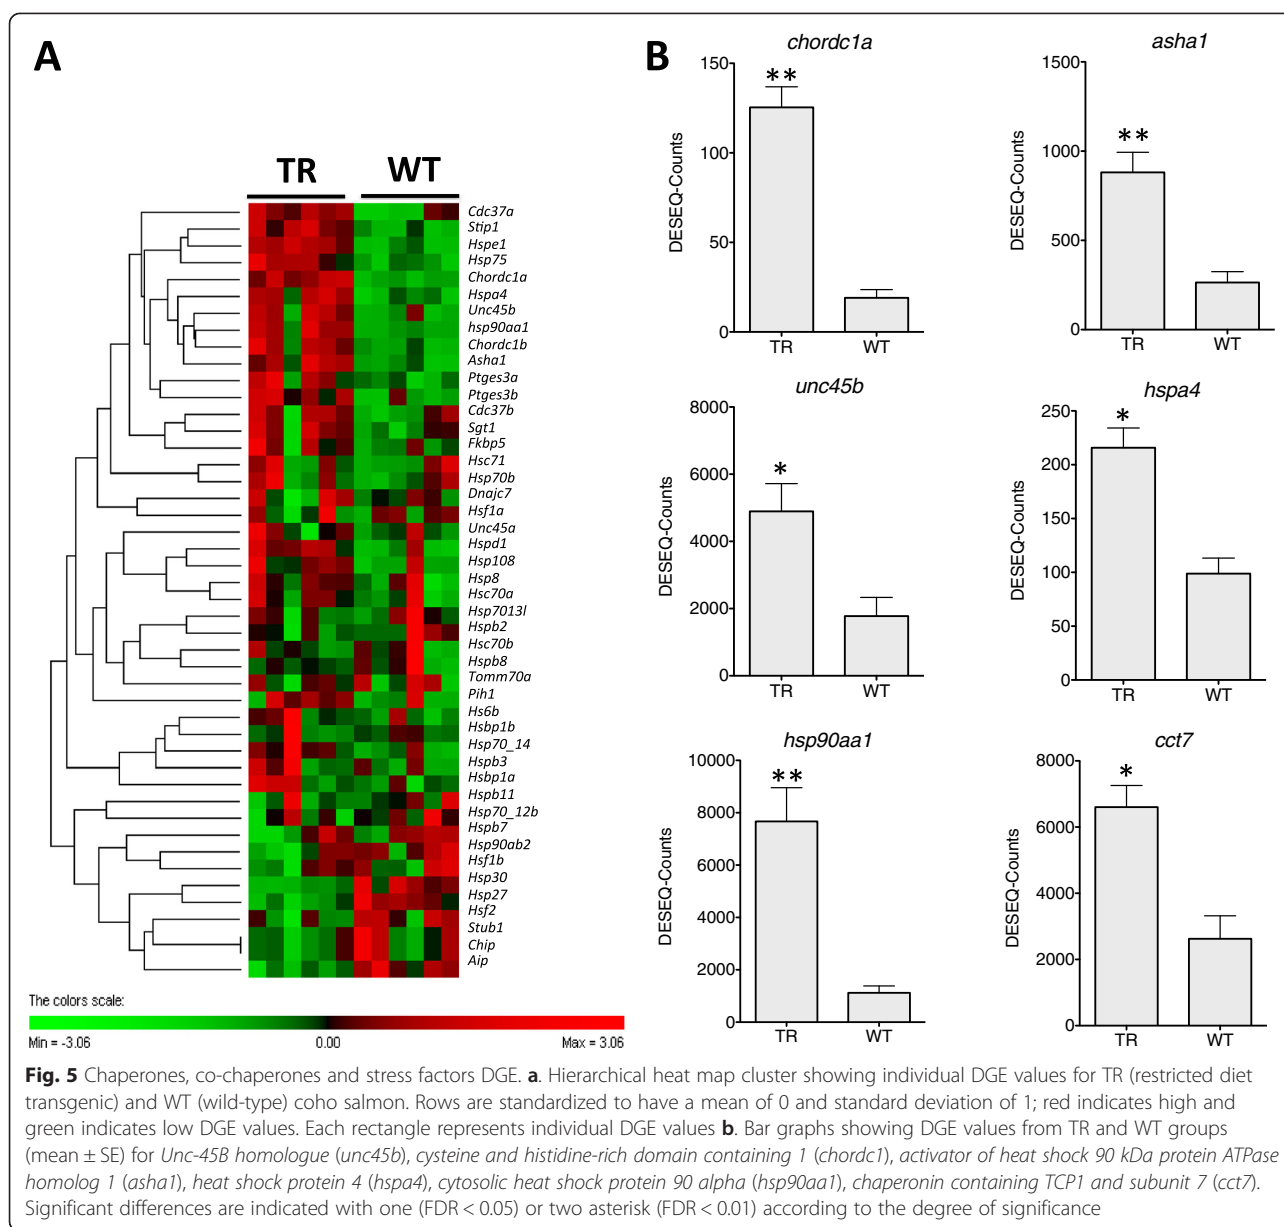 A
TR WT
Cdc37a
Stip1
Hspe1
Hsp75
Chordc1a
Hspa4
Unc45b
hsp90aa1
Chordc1b
Asha1
Ptges3a
Ptges3b
Cdc37b
Sgt1
Fkbp5
Hsc71
Hsp70b
Dnajc7
Hsf1a
Unc45a
Hspd1
Hsp108
Hsp8
Hsc70a
Hsp7013l
Hspb2
Hsc70b
Hspb8
Tomm70a
Pih1
Hs6b
Hsbp1b
Hsp70_14
Hspb3
Hsbp1a
Hspb11
Hsp70_12b
Hspb7
Hsp90ab2
Hsf1b
Hsp30
Hsp27
Hsf2
Stub1
Chip
Aip
The colors scale:
Min = -3.06 0.00 Max = 3.06
B
chordc1a
DESEQ-Counts
150
100
50
0
**
TR WT
asha1
DESEQ-Counts
1500
1000
500
0
**
TR WT
unc45b
DESEQ-Counts
8000
6000
4000
2000
0
*
TR WT
hspa4
DESEQ-Counts
250
200
150
100
50
0
*
TR WT
hsp90aa1
DESEQ-Counts
10000
8000
6000
4000
2000
0
**
TR WT
cct7
DESEQ-Counts
8000
6000
4000
2000
0
*
TR WT
Fig. 5 Chaperones, co-chaperones and stress factors DGE. a. Hierarchical heat map cluster showing individual DGE values for TR (restricted diet
transgenic) and WT (wild-type) coho salmon. Rows are standardized to have a mean of 0 and standard deviation of 1; red indicates high and
green indicates low DGE values. Each rectangle represents individual DGE values b. Bar graphs showing DGE values from TR and WT groups
(mean ± SE) for Unc-45B homologue (unc45b), cysteine and histidine-rich domain containing 1 (chordc1), activator of heat shock 90 kDa protein ATPase
homolog 1 (asha1), heat shock protein 4 (hspa4), cytosolic heat shock protein 90 alpha (hsp90aa1), chaperonin containing TCP1 and subunit 7 (cct7).
Significant differences are indicated with one (FDR < 0.05) or two asterisk (FDR < 0.01) according to the degree of significance